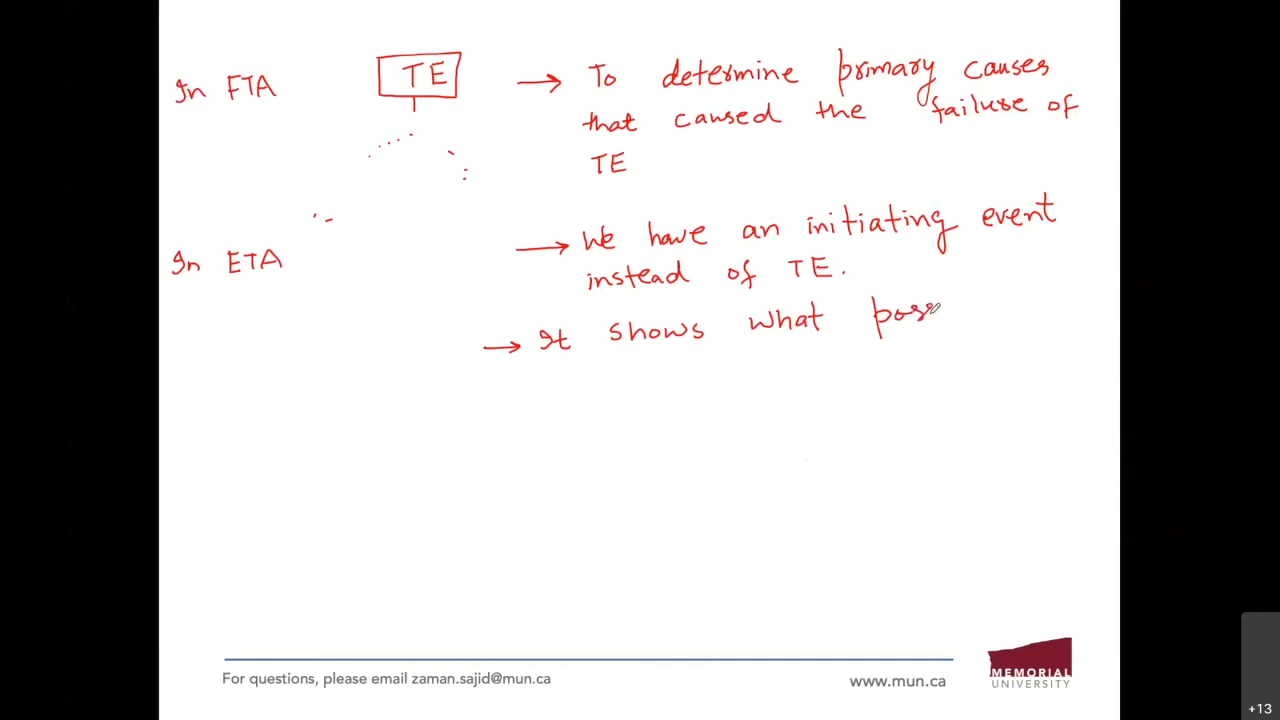 In FTA
TE
→ To determine primary causes
that caused the failure of
TE
In ETA
→ We have an initiating event
instead of TE.
→ It shows what poss
For questions, please email zaman.sajid@mun.ca
www.mun.ca
MEMORIAL
UNIVERSITY
+13